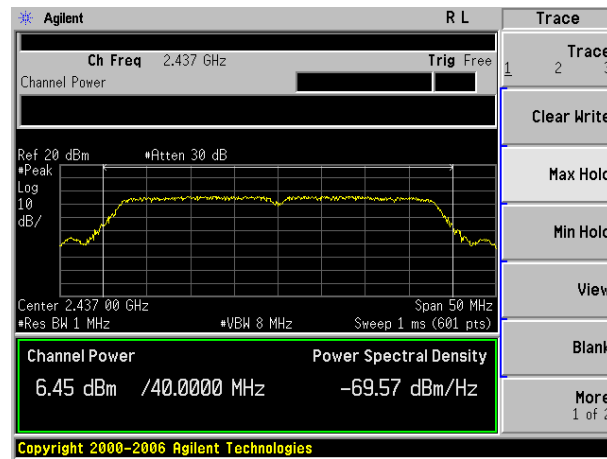 Agilent R L Trace
Ch Freq 2.437 GHz Trig Free
Channel Power
Trace
1 2 3
Clear Write
Max Hold
Min Hold
View
Blank
More
1 of 2
Ref 20 dBm #Atten 30 dB
#Peak
Log
10
dB/
Center 2.437 00 GHz Span 50 MHz
#Res BW 1 MHz #VBW 8 MHz Sweep 1 ms (601 pts)
Channel Power Power Spectral Density
6.45 dBm /40.0000 MHz -69.57 dBm/Hz
Copyright 2000-2006 Agilent Technologies